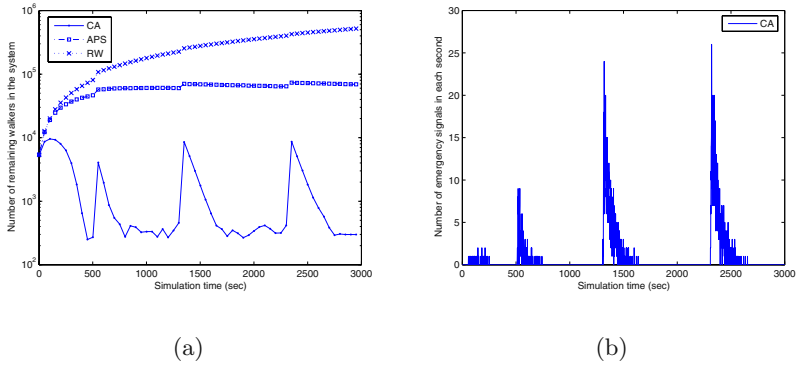 10^6
10^5
10^4
10^3
10^2
CA
APS
RW
Number of remaining walkers in the system
0 500 1000 1500 2000 2500 3000
Simulation time (sec)
(a)
30
25
20
15
10
5
0
CA
Number of emergency signals in each second
0 500 1000 1500 2000 2500 3000
Simulation time (sec)
(b)